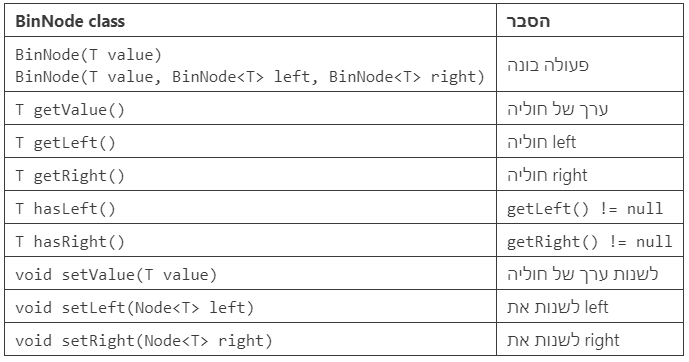 BinNode class הסבר
BinNode(T value)
BinNode(T value, BinNode<T> left, BinNode<T> right) פעולה בונה
T getValue() ערך של חוליה
T getLeft() חוליה left
T getRight() חוליה right
T hasLeft() getLeft() != null
T hasRight() getRight() != null
void setValue(T value) לשנות ערך של חוליה
void setLeft(Node<T> left) לשנות את left
void setRight(Node<T> right) לשנות את right